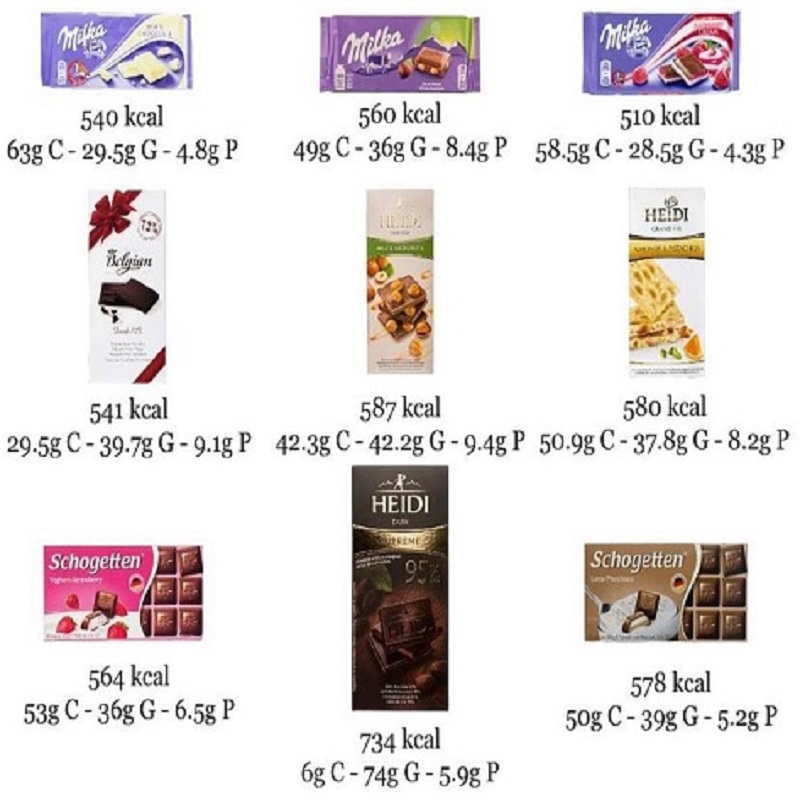 Milka
Milka
Milka
540 kcal
560 kcal
510 kcal
63g C - 29.5g G - 4.8g P
49g C - 36g G - 8.4g P
58.5g C - 28.5g G - 4.3g P
Belgian
HEIDI
HEIDI
541 kcal
587 kcal
580 kcal
29.5g C - 39.7g G - 9.1g P
42.3g C - 42.2g G - 9.4g P
50.9g C - 37.8g G - 8.2g P
Schogetten
Yoghurt-Strawberry
HEIDI
DARK
95%
Schogetten
564 kcal
578 kcal
53g C - 36g G - 6.5g P
50g C - 39g G - 5.2g P
734 kcal
6g C - 74g G - 5.9g P